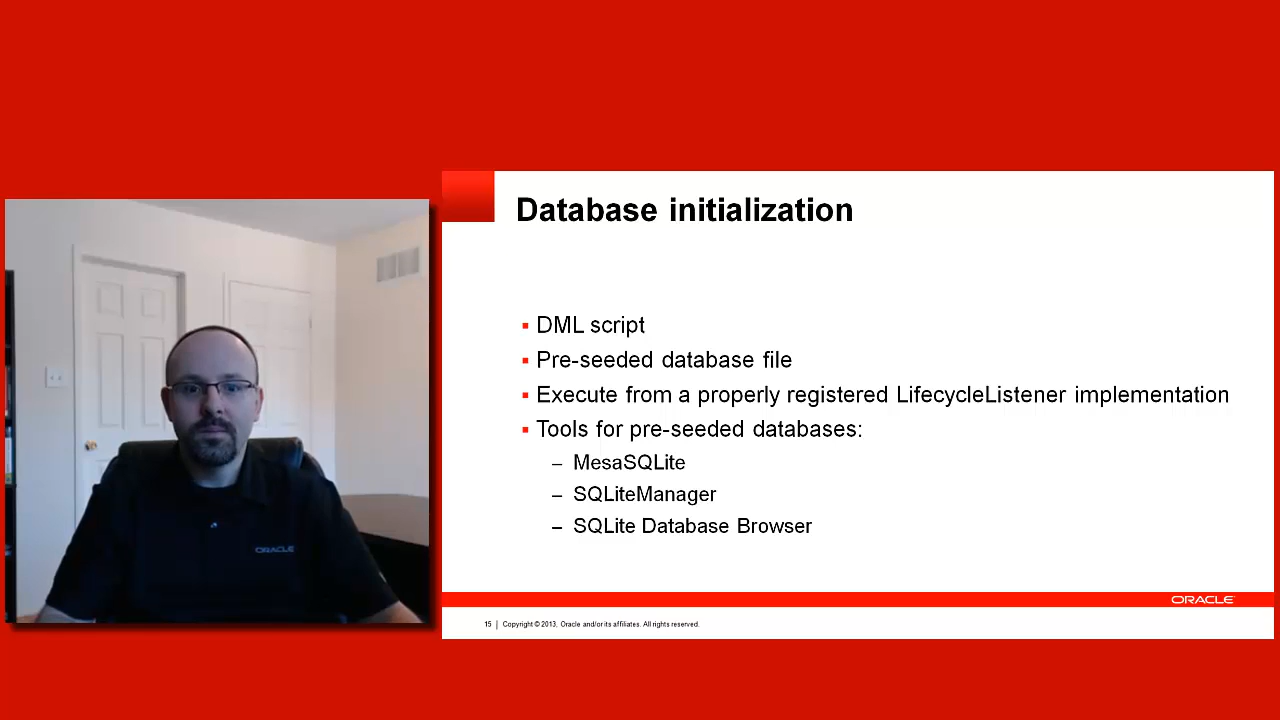 Database initialization
DML script
Pre-seeded database file
Execute from a properly registered LifecycleListener implementation
Tools for pre-seeded databases:
– MesaSQLite
– SQLiteManager
– SQLite Database Browser
ORACLE
ORACLE
15 | Copyright © 2013, Oracle and/or its affiliates. All rights reserved.